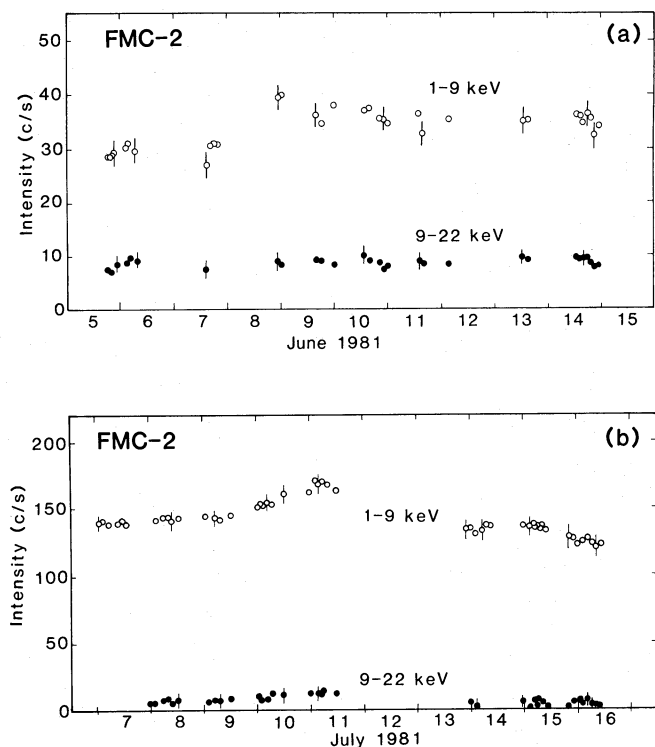 FMC-2
(a)
50
40
30
20
10
0
Intensity (c/s)
1-9 keV
9-22 keV
5 6 7 8 9 10 11 12 13 14 15
June 1981
FMC-2
(b)
200
150
100
50
0
Intensity (c/s)
1-9 keV
9-22 keV
7 8 9 10 11 12 13 14 15 16
July 1981